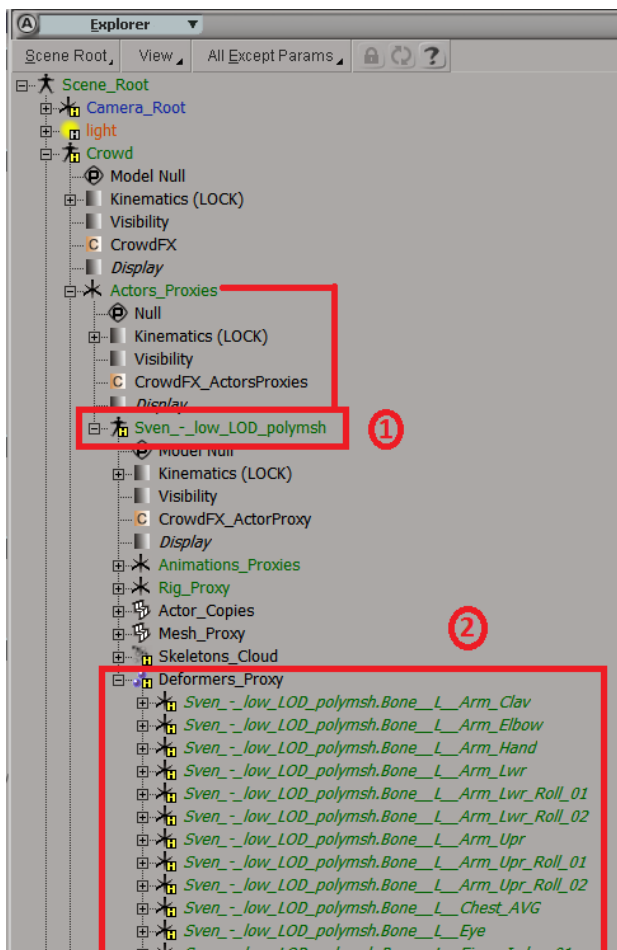 A Explorer
Scene Root, View All Except Params ?
Scene_Root
Camera_Root
light
Crowd
Model Null
Kinematics (LOCK)
Visibility
CrowdFX
Display
Actors_Proxies
Null
Kinematics (LOCK)
Visibility
CrowdFX_ActorsProxies
Display
Sven_-_low_LOD_polymsh 1
Model Null
Kinematics (LOCK)
Visibility
CrowdFX_ActorProxy
Display
Animations_Proxies
Rig_Proxy
Actor_Copies
Mesh_Proxy 2
Skeletons_Cloud
Deformers_Proxy
Sven_-_low_LOD_polymsh.Bone__L__Arm_Clav
Sven_-_low_LOD_polymsh.Bone__L__Arm_Elbow
Sven_-_low_LOD_polymsh.Bone__L__Arm_Hand
Sven_-_low_LOD_polymsh.Bone__L__Arm_Lwr
Sven_-_low_LOD_polymsh.Bone__L__Arm_Lwr_Roll_01
Sven_-_low_LOD_polymsh.Bone__L__Arm_Lwr_Roll_02
Sven_-_low_LOD_polymsh.Bone__L__Arm_Upr
Sven_-_low_LOD_polymsh.Bone__L__Arm_Upr_Roll_01
Sven_-_low_LOD_polymsh.Bone__L__Arm_Upr_Roll_02
Sven_-_low_LOD_polymsh.Bone__L__Chest_AVG
Sven_-_low_LOD_polymsh.Bone__L__Eye